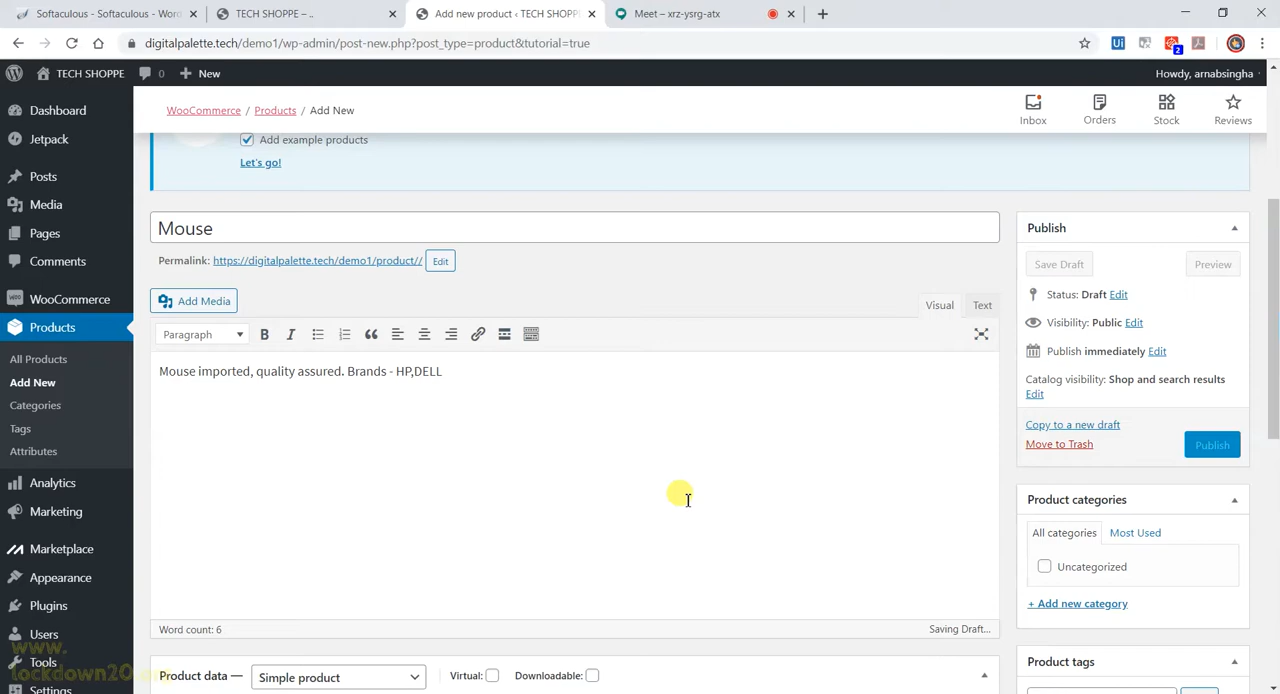 Softaculous - Softaculous - Word
TECH SHOPPE – ..
Add new product ‹ TECH SHOPPE
Meet – xrz-ysrg-atx
digitalpalette.tech/demo1/wp-admin/post-new.php?post_type=product&tutorial=true
Ui
2
TECH SHOPPE
0
New
Howdy, arnabsingha
Dashboard
Jetpack
Posts
Media
Pages
Comments
WooCommerce
Products
All Products
Add New
Categories
Tags
Attributes
Analytics
Marketing
Marketplace
Appearance
Plugins
Users
Tools
Settings
WooCommerce / Products / Add New
Inbox
Orders
Stock
Reviews
Add example products
Let's go!
Mouse
Permalink: https://digitalpalette.tech/demo1/product// Edit
Add Media
Visual
Text
Paragraph
B
I
Mouse imported, quality assured. Brands - HP,DELL
Word count: 6
Saving Draft...
Product data —
Simple product
Virtual:
Downloadable:
Publish
Save Draft
Preview
Status: Draft Edit
Visibility: Public Edit
Publish immediately Edit
Catalog visibility: Shop and search results
Edit
Copy to a new draft
Move to Trash
Publish
Product categories
All categories
Most Used
Uncategorized
+ Add new category
Product tags
www.